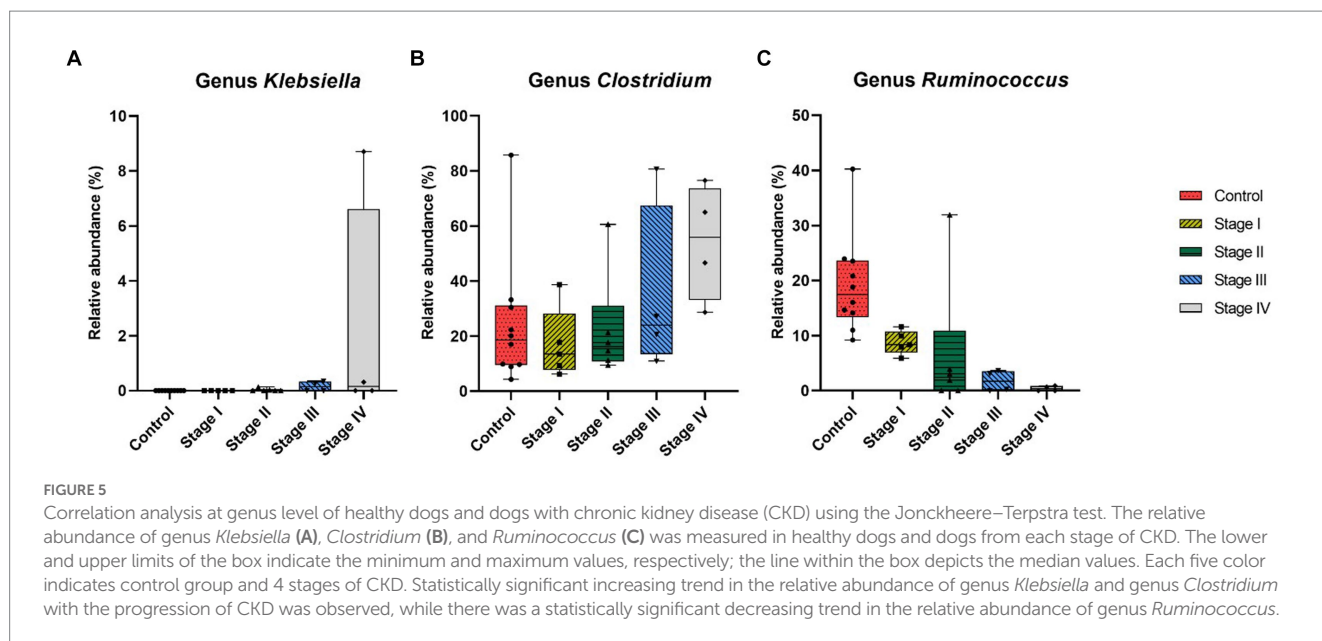 A
Genus Klebsiella
Relative abundance (%)
10
8
6
4
2
0
Control
Stage I
Stage II
Stage III
Stage IV
B
Genus Clostridium
Relative abundance (%)
100
80
60
40
20
0
Control
Stage I
Stage II
Stage III
Stage IV
C
Genus Ruminococcus
Relative abundance (%)
50
40
30
20
10
0
Control
Stage I
Stage II
Stage III
Stage IV
Control
Stage I
Stage II
Stage III
Stage IV
FIGURE 5
Correlation analysis at genus level of healthy dogs and dogs with chronic kidney disease (CKD) using the Jonckheere–Terpstra test. The relative
abundance of genus Klebsiella (A), Clostridium (B), and Ruminococcus (C) was measured in healthy dogs and dogs from each stage of CKD. The lower
and upper limits of the box indicate the minimum and maximum values, respectively; the line within the box depicts the median values. Each five color
indicates control group and 4 stages of CKD. Statistically significant increasing trend in the relative abundance of genus Klebsiella and genus Clostridium
with the progression of CKD was observed, while there was a statistically significant decreasing trend in the relative abundance of genus Ruminococcus.